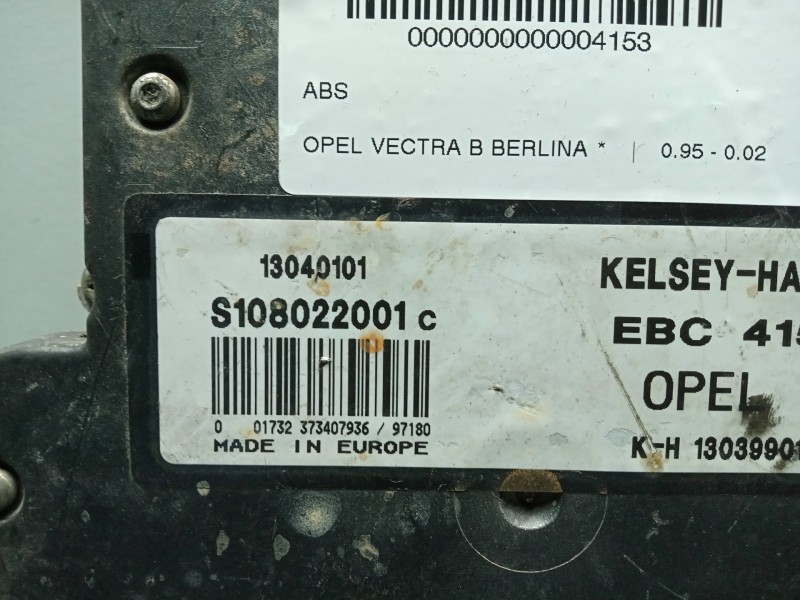 0000000000004153
ABS
OPEL VECTRA B BERLINA * | 0.95 - 0.02
13040101
S108022001 C
0 01732 373407936 / 97180
MADE IN EUROPE
KELSEY-HA
EBC 415
OPEL
K-H 13039901